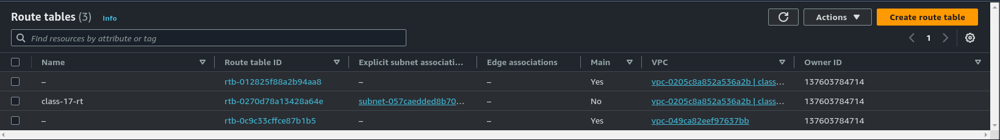 Route tables (3) Info
Actions
Create route table
Find resources by attribute or tag
1
Name Route table ID Explicit subnet associati... Edge associations Main VPC Owner ID
– rtb-012825f88a2b94aa8 – – Yes vpc-0205c8a852a536a2b | class... 137603784714
class-17-rt rtb-0270d78a13428a64e subnet-057caedded8b70... – No vpc-0205c8a852a536a2b | class... 137603784714
– rtb-0c9c33cffce87b1b5 – – Yes vpc-049ca82eef97637bb 137603784714